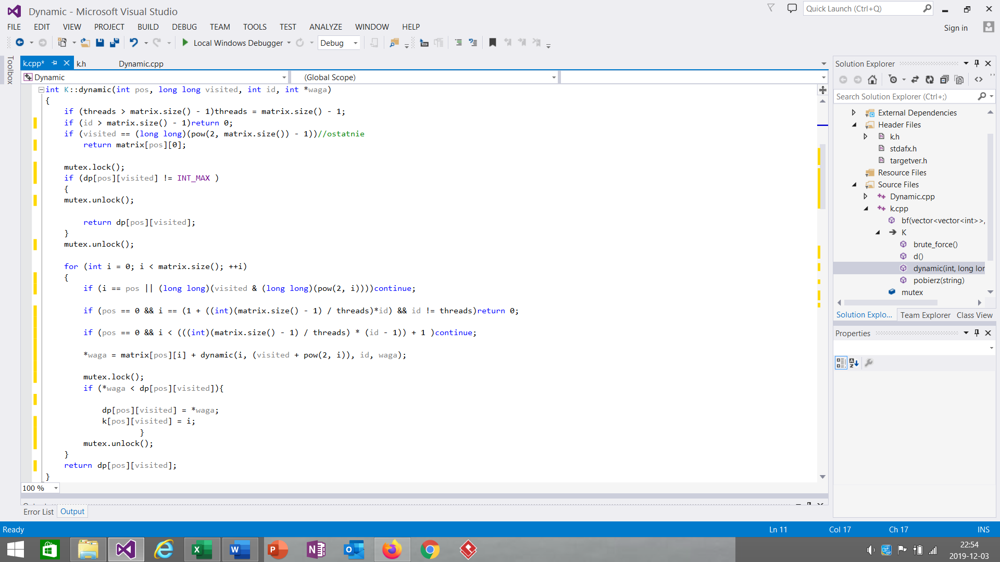 Dynamic - Microsoft Visual Studio
Quick Launch (Ctrl+Q)
FILE EDIT VIEW PROJECT BUILD DEBUG TEAM TOOLS TEST ANALYZE WINDOW HELP
Sign in
Local Windows Debugger Debug
Toolbox
k.cpp* k.h Dynamic.cpp
Dynamic (Global Scope)
int K::dynamic(int pos, long long visited, int id, int *waga)
{
if (threads > matrix.size() - 1)threads = matrix.size() - 1;
if (id > matrix.size() - 1)return 0;
if (visited == (long long)(pow(2, matrix.size()) - 1))//ostatnie
return matrix[pos][0];
mutex.lock();
if (dp[pos][visited] != INT_MAX )
{
mutex.unlock();
return dp[pos][visited];
}
mutex.unlock();
for (int i = 0; i < matrix.size(); ++i)
{
if (i == pos || (long long)(visited & (long long)(pow(2, i))))continue;
if (pos == 0 && i == (1 + ((int)(matrix.size() - 1) / threads)*id) && id != threads)return 0;
if (pos == 0 && i < (((int)(matrix.size() - 1) / threads) * (id - 1)) + 1 )continue;
*waga = matrix[pos][i] + dynamic(i, (visited + pow(2, i)), id, waga);
mutex.lock();
if (*waga < dp[pos][visited]){
dp[pos][visited] = *waga;
k[pos][visited] = i;
}
mutex.unlock();
}
return dp[pos][visited];
}
100 %
Error List Output
Solution Explorer
Search Solution Explorer (Ctrl+;)
External Dependencies
Header Files
k.h
stdafx.h
targetver.h
Resource Files
Source Files
Dynamic.cpp
k.cpp
bf(vector<vector<int>>,
K
brute_force()
d()
dynamic(int, long lor
pobierz(string)
mutex
Solution Explo... Team Explorer Class View
Properties
Ready Ln 11 Col 17 Ch 17 INS
22:54
2019-12-03